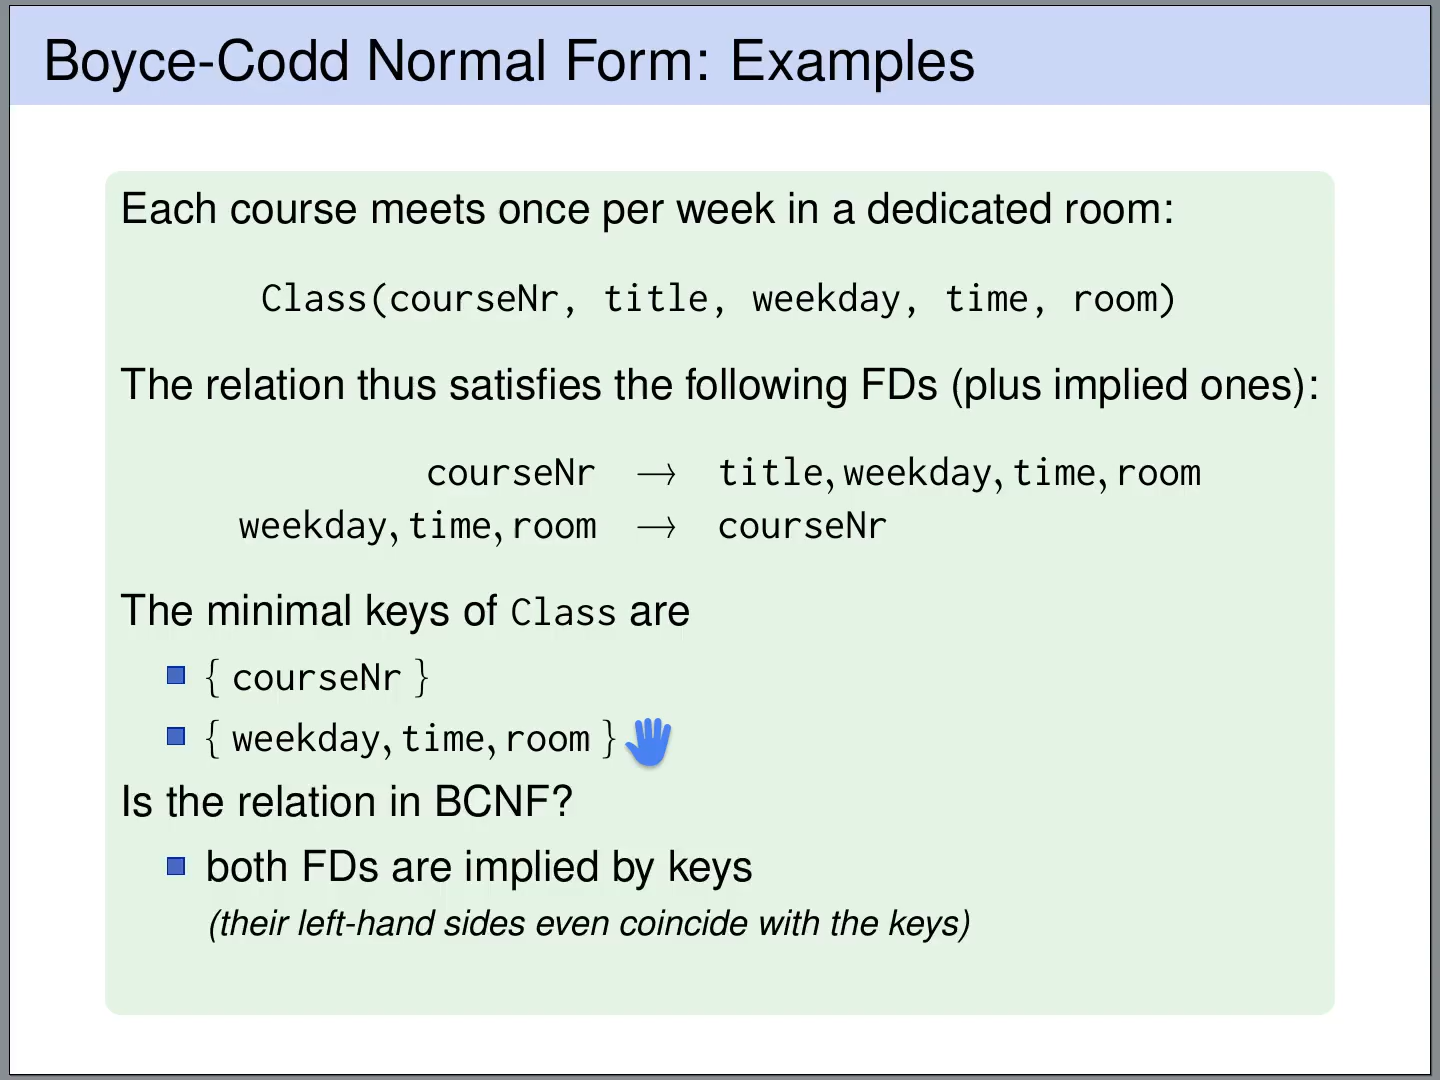 Boyce-Codd Normal Form: Examples
Each course meets once per week in a dedicated room:
Class(courseNr, title, weekday, time, room)
The relation thus satisfies the following FDs (plus implied ones):
courseNr → title, weekday, time, room
weekday, time, room → courseNr
The minimal keys of Class are
{ courseNr }
{ weekday, time, room }
Is the relation in BCNF?
both FDs are implied by keys
(their left-hand sides even coincide with the keys)